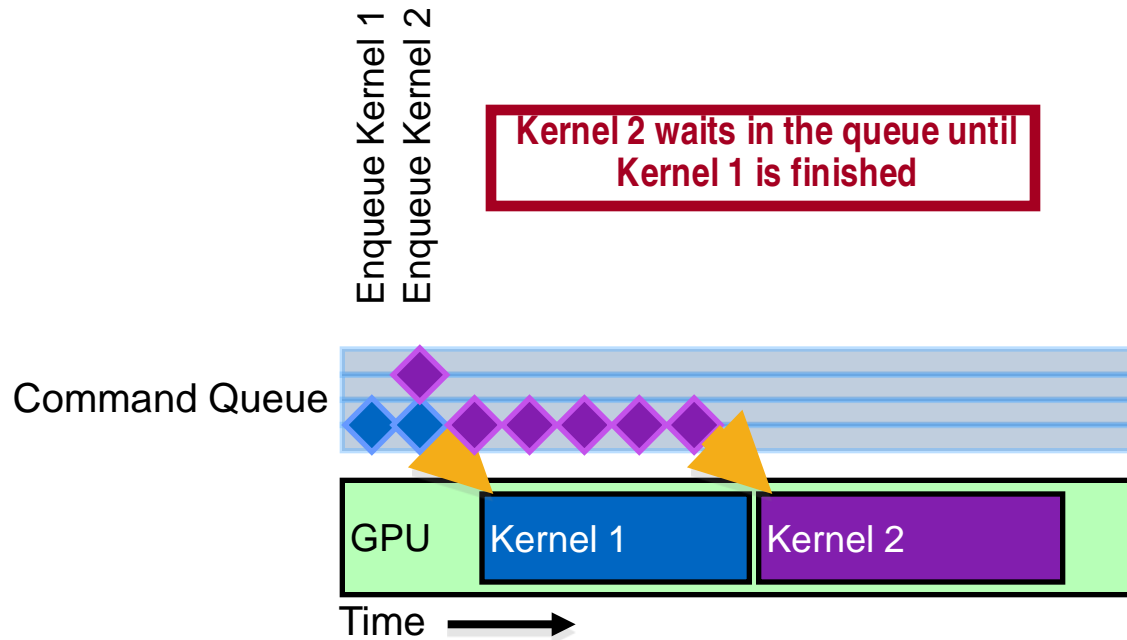 Enqueue Kernel 1
Enqueue Kernel 2
Kernel 2 waits in the queue until
Kernel 1 is finished
Command Queue
GPU
Kernel 1
Kernel 2
Time